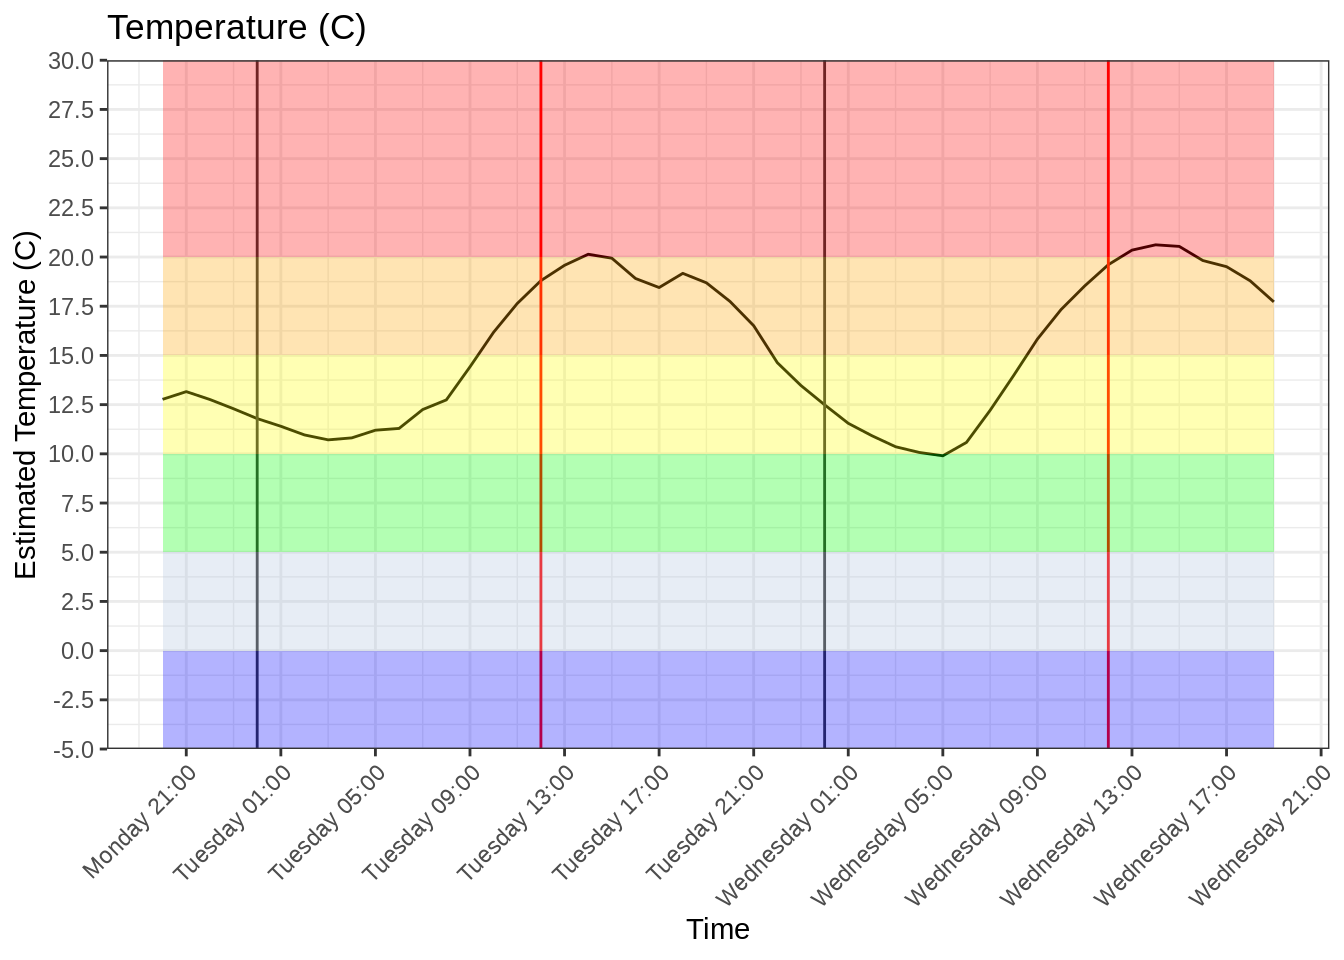 Temperature (C)
Estimated Temperature (C)
30.0
27.5
25.0
22.5
20.0
17.5
15.0
12.5
10.0
7.5
5.0
2.5
0.0
-2.5
-5.0
Monday 21:00
Tuesday 01:00
Tuesday 05:00
Tuesday 09:00
Tuesday 13:00
Tuesday 17:00
Tuesday 21:00
Wednesday 01:00
Wednesday 05:00
Wednesday 09:00
Wednesday 13:00
Wednesday 17:00
Wednesday 21:00
Time